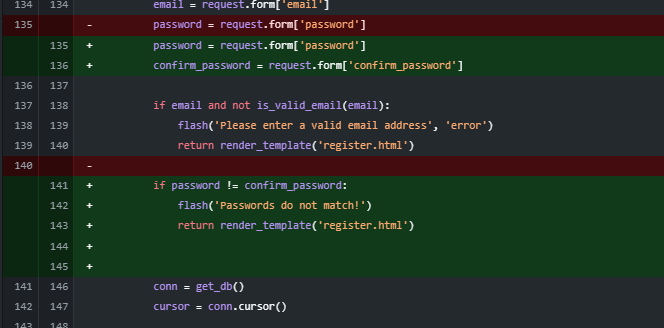 134 134 email = request.form['email']
135 - password = request.form['password']
135 + password = request.form['password']
136 + confirm_password = request.form['confirm_password']
136 137
137 138 if email and not is_valid_email(email):
138 139 flash('Please enter a valid email address', 'error')
139 140 return render_template('register.html')
140 -
141 + if password != confirm_password:
142 + flash('Passwords do not match!')
143 + return render_template('register.html')
144 +
145 +
141 146 conn = get_db()
142 147 cursor = conn.cursor()
143 148